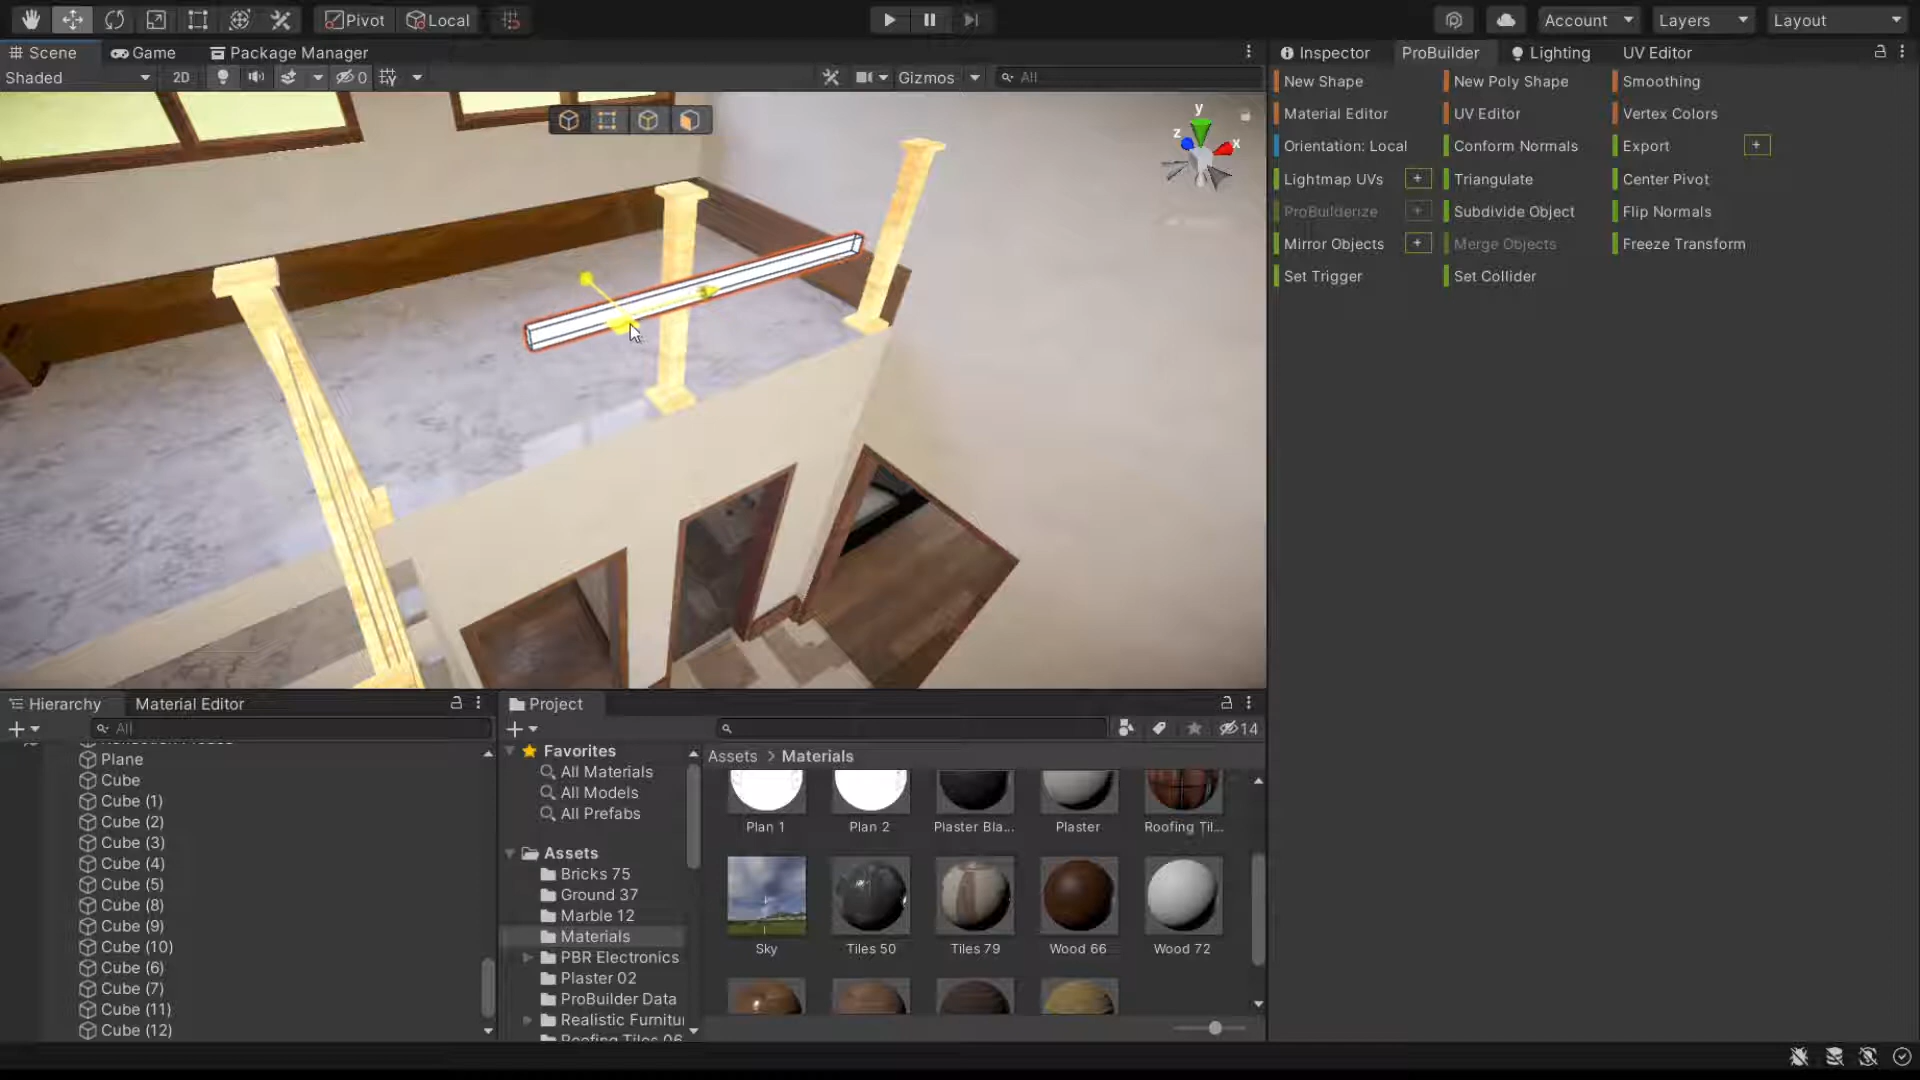 Pivot Local Account Layers Layout
Scene Game Package Manager Inspector ProBuilder Lighting UV Editor
Shaded 2D 0 Gizmos All
New Shape New Poly Shape Smoothing
Material Editor UV Editor Vertex Colors
Orientation: Local Conform Normals Export +
Lightmap UVs + Triangulate Center Pivot
ProBuilderize + Subdivide Object Flip Normals
Mirror Objects + Merge Objects Freeze Transform
Set Trigger Set Collider
y
z x
Hierarchy Material Editor
All
Plane
Cube
Cube (1)
Cube (2)
Cube (3)
Cube (4)
Cube (5)
Cube (8)
Cube (9)
Cube (10)
Cube (6)
Cube (7)
Cube (11)
Cube (12)
Project
14
Favorites
All Materials
All Models
All Prefabs
Assets
Bricks 75
Ground 37
Marble 12
Materials
PBR Electronics
Plaster 02
ProBuilder Data
Realistic Furnitu
Roofing Tiles 06
Assets > Materials
Plan 1 Plan 2 Plaster Bla... Plaster Roofing Til...
Sky Tiles 50 Tiles 79 Wood 66 Wood 72